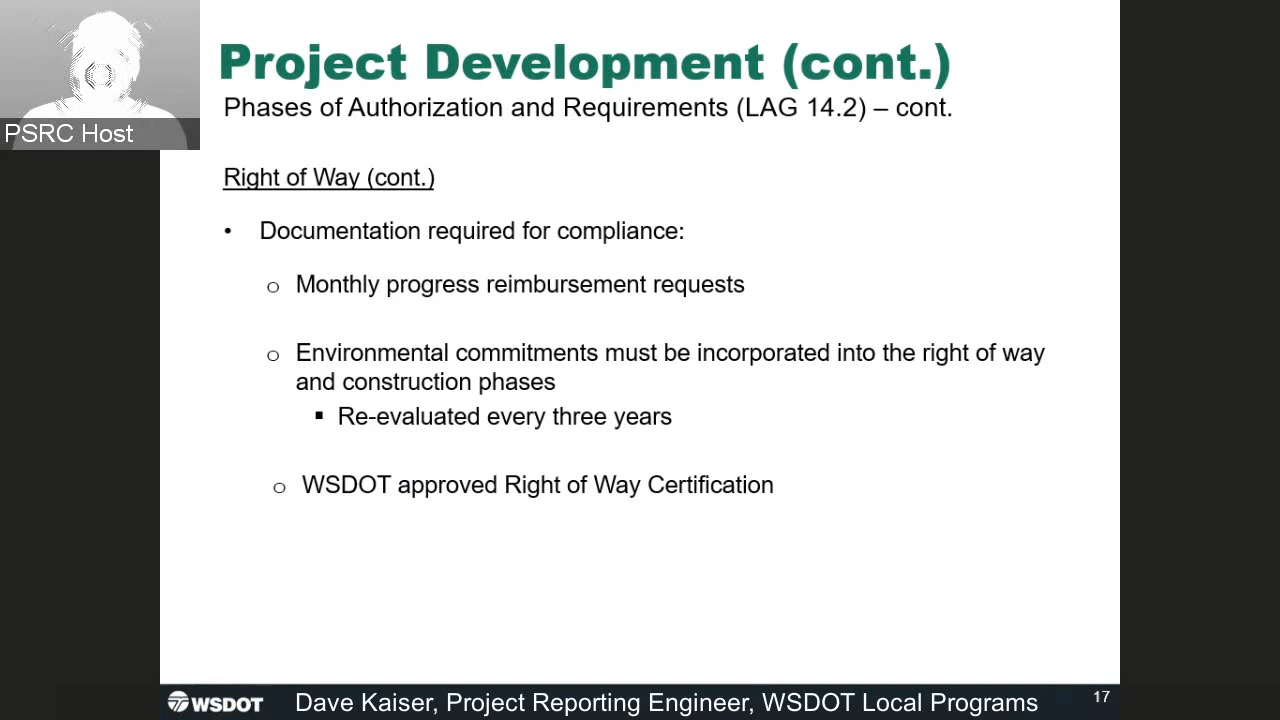 Project Development (cont.)
Phases of Authorization and Requirements (LAG 14.2) – cont.
PSRC Host
Right of Way (cont.)
• Documentation required for compliance:
o Monthly progress reimbursement requests
o Environmental commitments must be incorporated into the right of way
and construction phases
▪ Re-evaluated every three years
o WSDOT approved Right of Way Certification
WSDOT Dave Kaiser, Project Reporting Engineer, WSDOT Local Programs 17